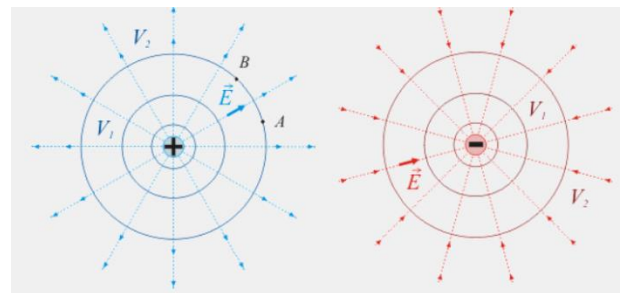 V₂
B
E⃗
A
V₁
+
V₁
E⃗
V₂
-